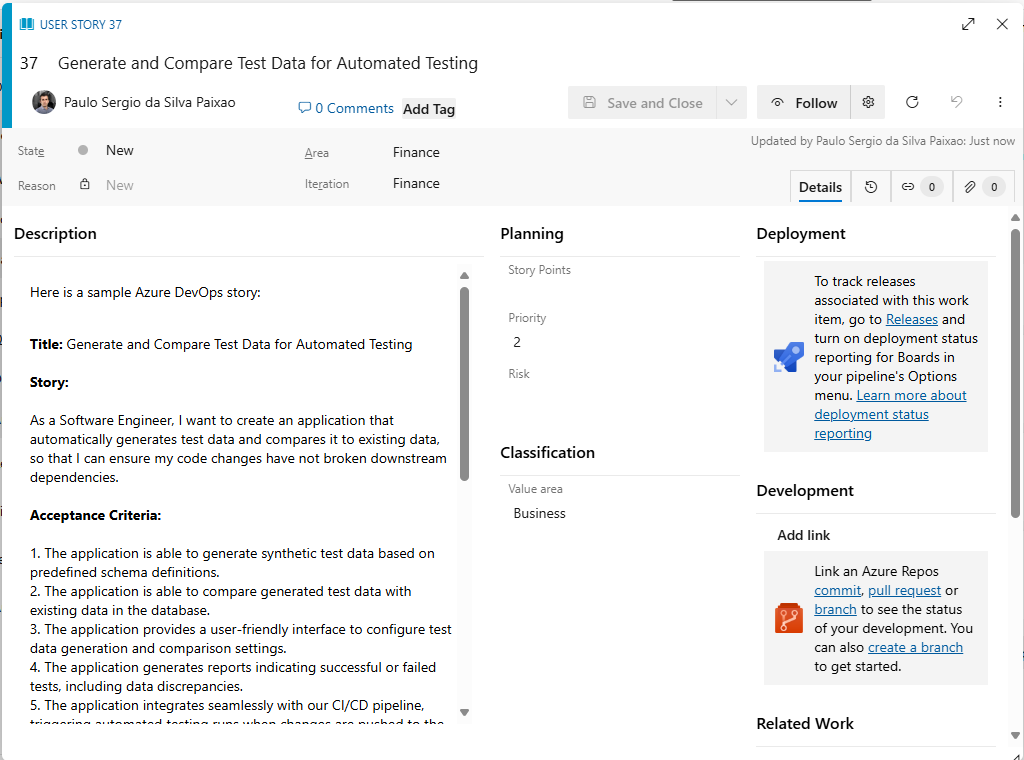 USER STORY 37
37 Generate and Compare Test Data for Automated Testing
Paulo Sergio da Silva Paixao
0 Comments
Add Tag
Save and Close
Follow
State
New
Area
Finance
Updated by Paulo Sergio da Silva Paixao: Just now
Reason
New
Iteration
Finance
Details
0
0
Description
Here is a sample Azure DevOps story:
Title: Generate and Compare Test Data for Automated Testing
Story:
As a Software Engineer, I want to create an application that
automatically generates test data and compares it to existing data,
so that I can ensure my code changes have not broken downstream
dependencies.
Acceptance Criteria:
1. The application is able to generate synthetic test data based on
predefined schema definitions.
2. The application is able to compare generated test data with
existing data in the database.
3. The application provides a user-friendly interface to configure test
data generation and comparison settings.
4. The application generates reports indicating successful or failed
tests, including data discrepancies.
5. The application integrates seamlessly with our CI/CD pipeline,
triggering automated testing runs when changes are pushed to the
Planning
Story Points
Priority
2
Risk
Classification
Value area
Business
Deployment
To track releases
associated with this work
item, go to Releases and
turn on deployment status
reporting for Boards in
your pipeline's Options
menu. Learn more about
deployment status
reporting
Development
Add link
Link an Azure Repos
commit, pull request or
branch to see the status
of your development. You
can also create a branch
to get started.
Related Work